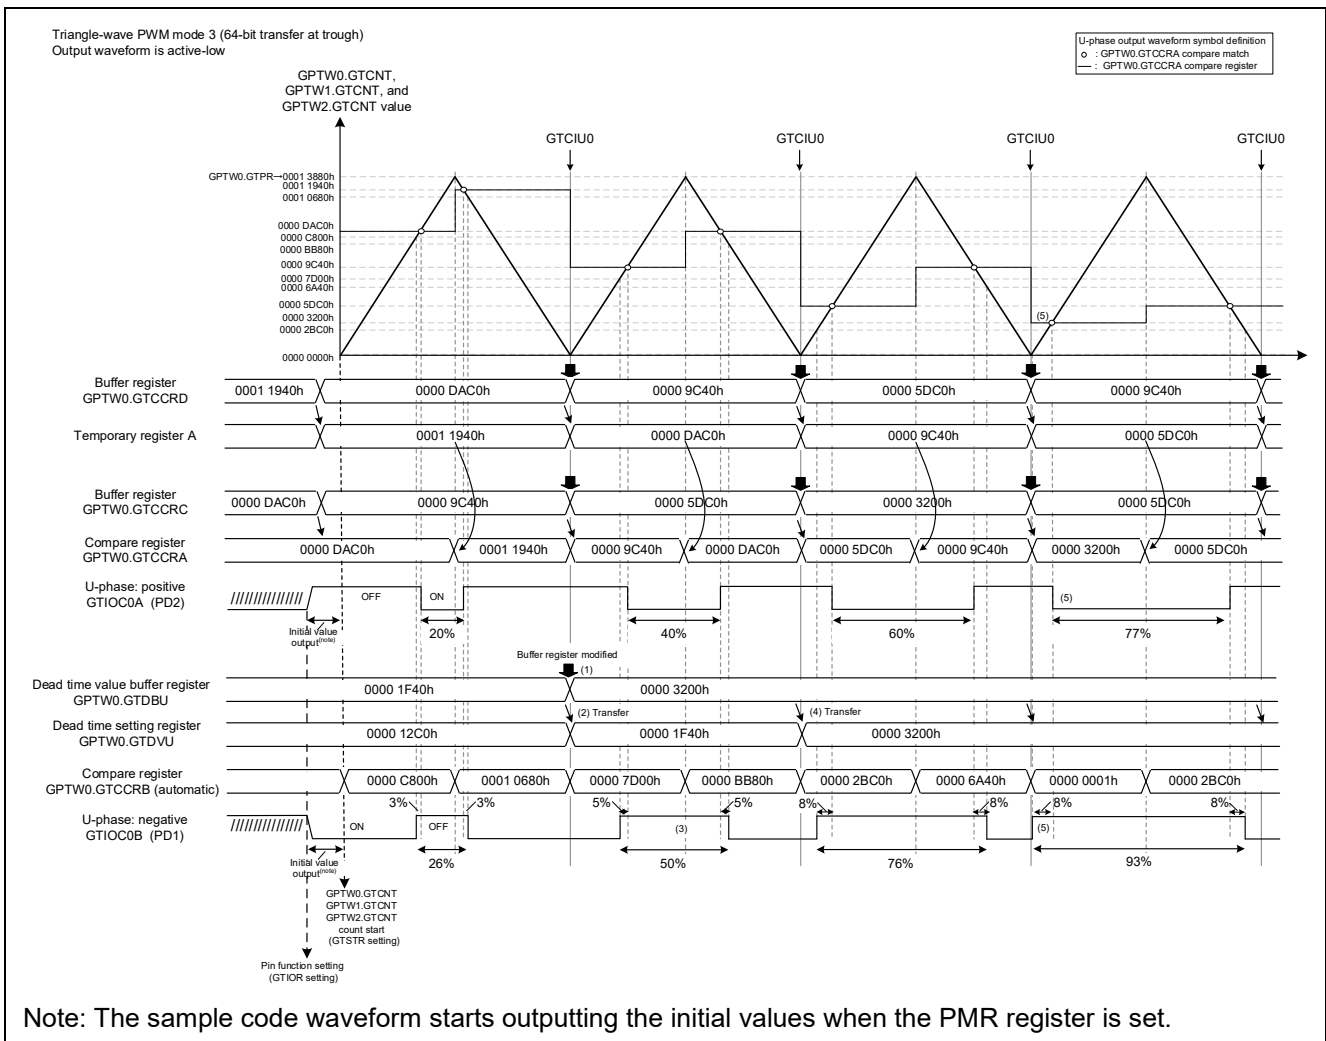 Triangle-wave PWM mode 3 (64-bit transfer at trough)
Output waveform is active-low
U-phase output waveform symbol definition
: GPTW0.GTCCRA compare match
: GPTW0.GTCCRA compare register
GPTW0.GTCNT,
GPTW1.GTCNT, and
GPTW2.GTCNT value
GTCIU0 GTCIU0 GTCIU0 GTCIU0
GPTW0.GTPR→0001 3880h
0001 1940h
0001 0680h
0000 DAC0h
0000 C800h
0000 BB80h
0000 9C40h
0000 7D00h
0000 6A40h
0000 5DC0h
0000 3200h
0000 2BC0h
0000 0000h
(5)
Buffer register
GPTW0.GTCCRD
0001 1940h 0000 DAC0h 0000 9C40h 0000 5DC0h 0000 9C40h
Temporary register A
0001 1940h 0000 DAC0h 0000 9C40h 0000 5DC0h
Buffer register
GPTW0.GTCCRC
0000 DAC0h 0000 9C40h 0000 5DC0h 0000 3200h 0000 5DC0h
Compare register
GPTW0.GTCCRA
0000 DAC0h 0001 1940h 0000 9C40h 0000 DAC0h 0000 5DC0h 0000 9C40h 0000 3200h 0000 5DC0h
U-phase: positive
GTIOC0A (PD2)
OFF ON (5)
Initial value
output(note)
20% 40% 60% 77%
Buffer register modified
(1)
Dead time value buffer register
GPTW0.GTDBU
0000 1F40h 0000 3200h
(2) Transfer (4) Transfer
Dead time setting register
GPTW0.GTDVU
0000 12C0h 0000 1F40h 0000 3200h
Compare register
GPTW0.GTCCRB (automatic)
0000 C800h 0001 0680h 0000 7D00h 0000 BB80h 0000 2BC0h 0000 6A40h 0000 0001h 0000 2BC0h
3% 3% 5% 5% 8% 8% 8% 8%
U-phase: negative
GTIOC0B (PD1)
ON OFF (3) (5)
Initial value
output(note)
26% 50% 76% 93%
GPTW0.GTCNT
GPTW1.GTCNT
GPTW2.GTCNT
count start
(GTSTR setting)
Pin function setting
(GTIOR setting)
Note: The sample code waveform starts outputting the initial values when the PMR register is set.